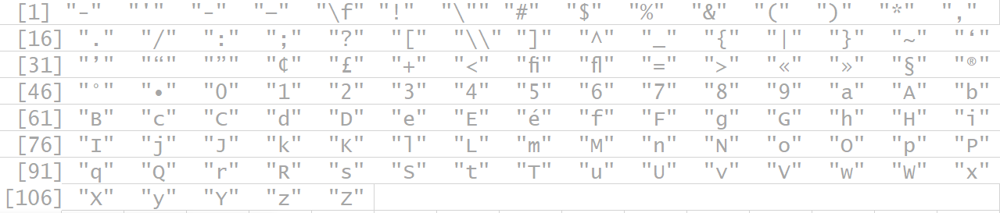 [1] "-" "'" "-" "–" "\f" "!" "\"" "#" "$" "%" "&" "(" ")" "*" ","
[16] "." "/" ":" ";" "?" "[" "\\" "]" "^" "_" "{" "|" "}" "~" "‘"
[31] "’" "“" "”" "¢" "£" "+" "<" "ﬁ" "ﬂ" "=" ">" "«" "»" "§" "®"
[46] "°" "•" "0" "1" "2" "3" "4" "5" "6" "7" "8" "9" "a" "A" "b"
[61] "B" "c" "C" "d" "D" "e" "E" "é" "f" "F" "g" "G" "h" "H" "i"
[76] "I" "j" "J" "k" "K" "l" "L" "m" "M" "n" "N" "o" "O" "p" "P"
[91] "q" "Q" "r" "R" "s" "S" "t" "T" "u" "U" "v" "V" "w" "W" "x"
[106] "X" "y" "Y" "z" "Z"